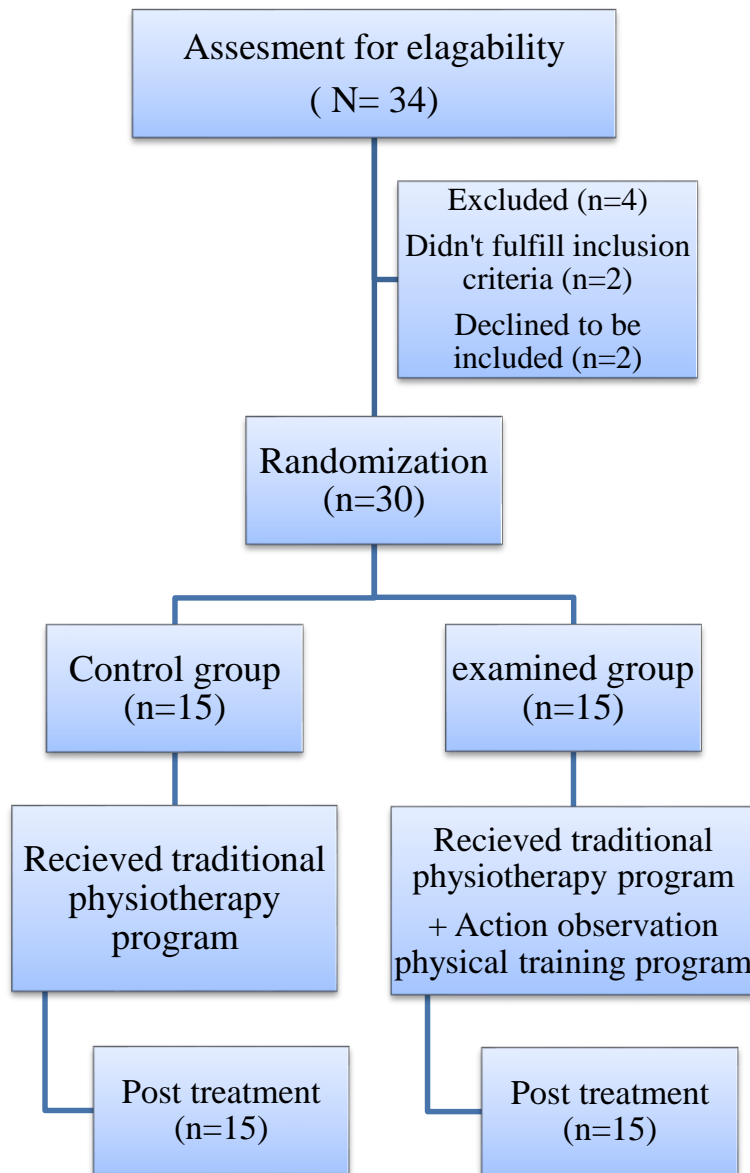 Assesment for elagability
( N= 34)
Excluded (n=4)
Didn't fulfill inclusion
criteria (n=2)
Declined to be
included (n=2)
Randomization
(n=30)
Control group
(n=15)
examined group
(n=15)
Recieved traditional
physiotherapy
program
Recieved traditional
physiotherapy program
+ Action observation
physical training program
Post treatment
(n=15)
Post treatment
(n=15)